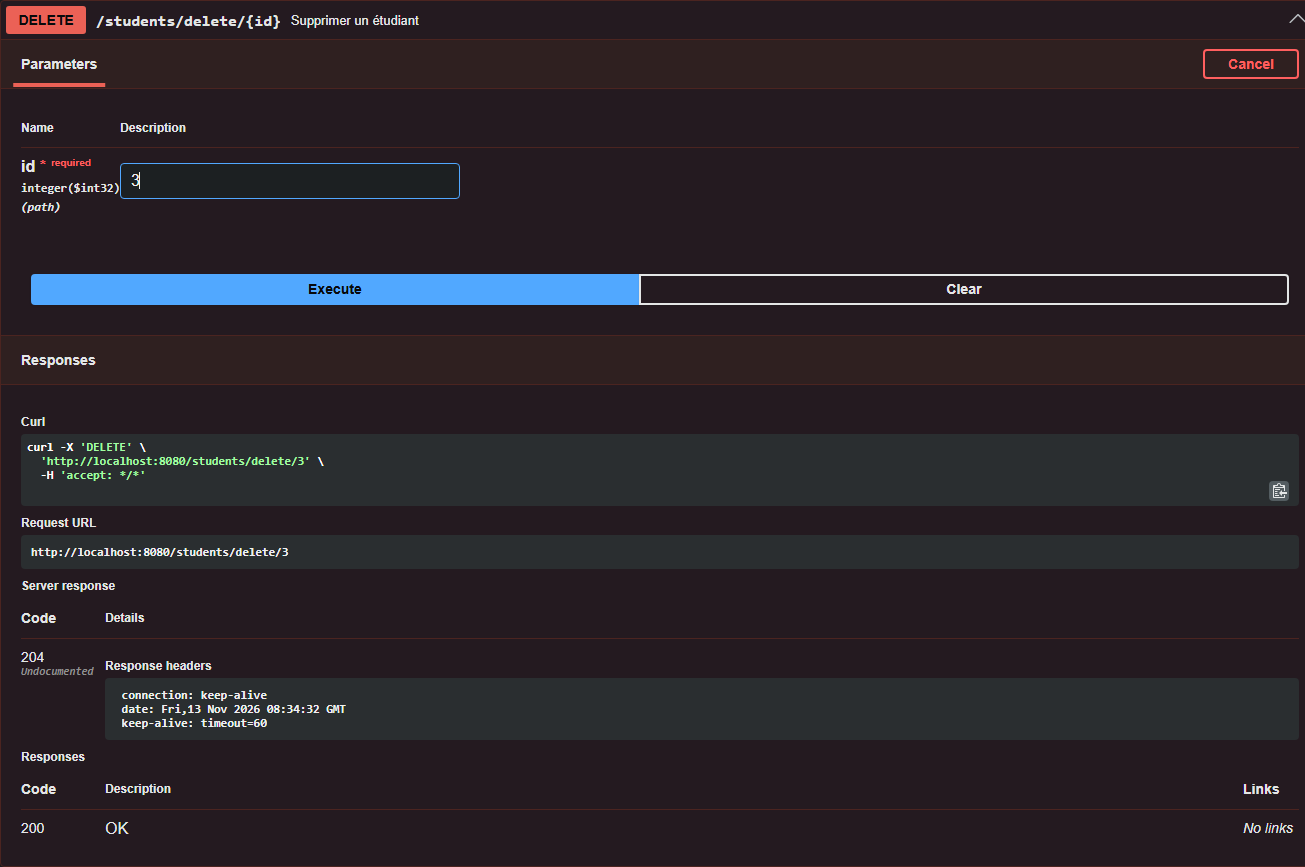 DELETE /students/delete/{id} Supprimer un étudiant
Parameters
Cancel
Name Description
id * required
integer($int32)
(path)
3
Execute Clear
Responses
Curl
curl -X 'DELETE' \
'http://localhost:8080/students/delete/3' \
-H 'accept: */*'
Request URL
http://localhost:8080/students/delete/3
Server response
Code Details
204
Undocumented
Response headers
connection: keep-alive
date: Fri,13 Nov 2026 08:34:32 GMT
keep-alive: timeout=60
Responses
Code Description Links
200 OK No links